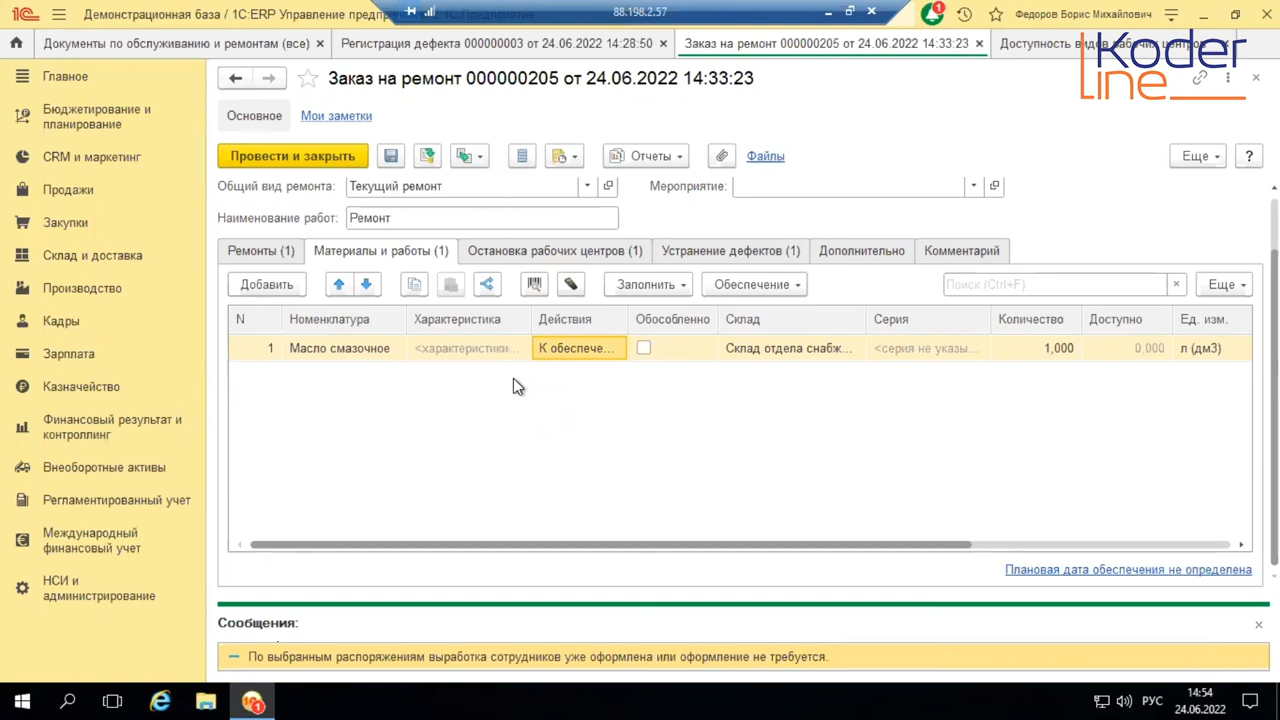 Демонстрационная база / 1С:ERP Управление предпр
1С:Предприятие
88.198.2.57
1
Федоров Борис Михайлович
Документы по обслуживанию и ремонтам (все)
Регистрация дефекта 000000003 от 24.06.2022 14:28:50
Заказ на ремонт 000000205 от 24.06.2022 14:33:23
Доступность видов рабочих центров
Koder
line
Главное
Бюджетирование и
планирование
CRM и маркетинг
Продажи
Закупки
Склад и доставка
Производство
Кадры
Зарплата
Казначейство
Финансовый результат и
контроллинг
Внеоборотные активы
Регламентированный учет
Международный
финансовый учет
НСИ и
администрирование
Заказ на ремонт 000000205 от 24.06.2022 14:33:23
Основное
Мои заметки
Провести и закрыть
Отчеты
Файлы
Еще
?
Общий вид ремонта:
Текущий ремонт
Мероприятие:
Наименование работ:
Ремонт
Ремонты (1)
Материалы и работы (1)
Остановка рабочих центров (1)
Устранение дефектов (1)
Дополнительно
Комментарий
Добавить
Заполнить
Обеспечение
Поиск (Ctrl+F)
Еще
N
Номенклатура
Характеристика
Действия
Обособленно
Склад
Серия
Количество
Доступно
Ед. изм.
1
Масло смазочное
<характеристики...
К обеспече...
Склад отдела снабж...
<серия не указы...
1,000
0,000
л (дм3)
Плановая дата обеспечения не определена
Сообщения:
По выбранным распоряжениям выработка сотрудников уже оформлена или оформление не требуется.
РУС
14:54
24.06.2022